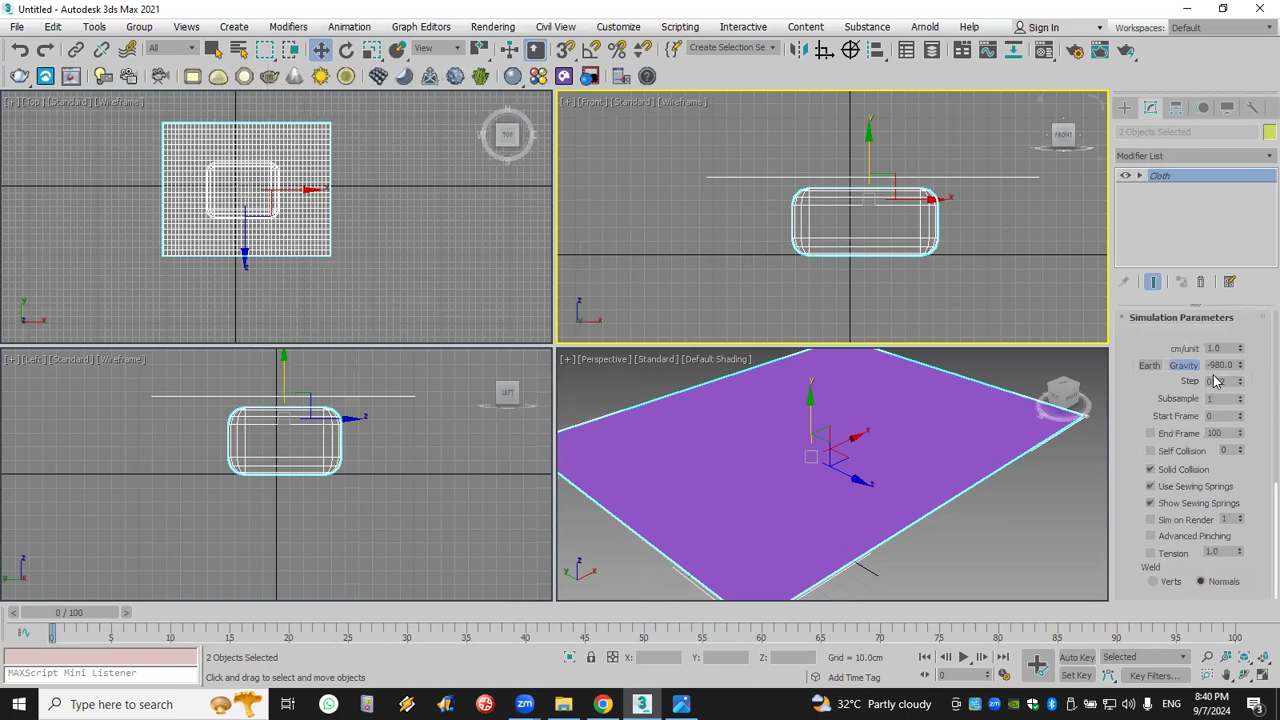 Untitled - Autodesk 3ds Max 2021
File Edit Tools Group Views Create Modifiers Animation Graph Editors Rendering Civil View Customize Scripting Interactive Content Substance Arnold Help Sign In Workspaces: Default
All View Create Selection Se
[+] [Top] [Standard] [Wireframe]
TOP
N
W
S
[+] [Front] [Standard] [Wireframe]
FRONT
2 Objects Selected
Modifier List
Cloth
Simulation Parameters
cm/unit 1.0
Earth Gravity -980.0
Step
Subsample 1
Start Frame 0
End Frame 100
Self Collision 0
Solid Collision
Use Sewing Springs
Show Sewing Springs
Sim on Render 1
Advanced Pinching
Tension 1.0
Weld
Verts Normals
[+] [Left] [Standard] [Wireframe]
LEFT
[+] [Perspective] [Standard] [Default Shading]
< 0 / 100 >
0 5 10 15 20 25 30 35 40 45 50 55 60 65 70 75 80 85 90 95 100
2 Objects Selected X: Y: Z: Grid = 10.0cm Auto Key Selected
MAXScript Mini Listener Click and drag to select and move objects Add Time Tag 0 Set Key Key Filters...
Type here to search 32°C Partly cloudy ENG 8:40 PM 9/7/2024